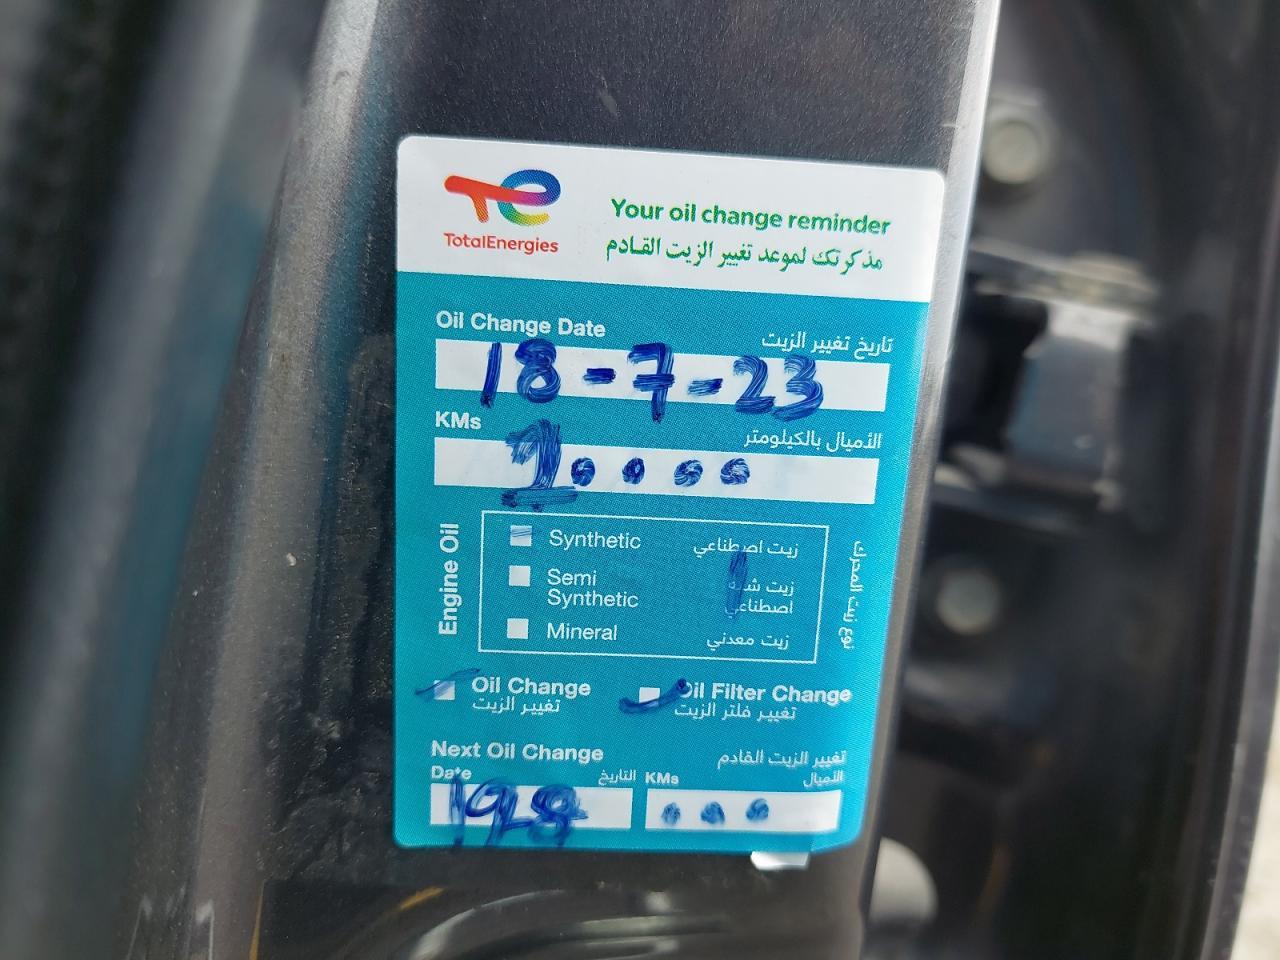 TotalEnergies
Your oil change reminder
مذكرتك لموعد تغيير الزيت القادم
Oil Change Date تاريخ تغيير الزيت
18-7-23
KMs الأميال بالكيلومتر
10000
Engine Oil
Synthetic زيت اصطناعي
Semi زيت شبه
Synthetic اصطناعي
Mineral زيت معدني
نوع زيت المحرك
Oil Change Oil Filter Change
تغيير الزيت تغيير فلتر الزيت
Next Oil Change تغيير الزيت القادم
Date التاريخ KMs الأميال
198 000